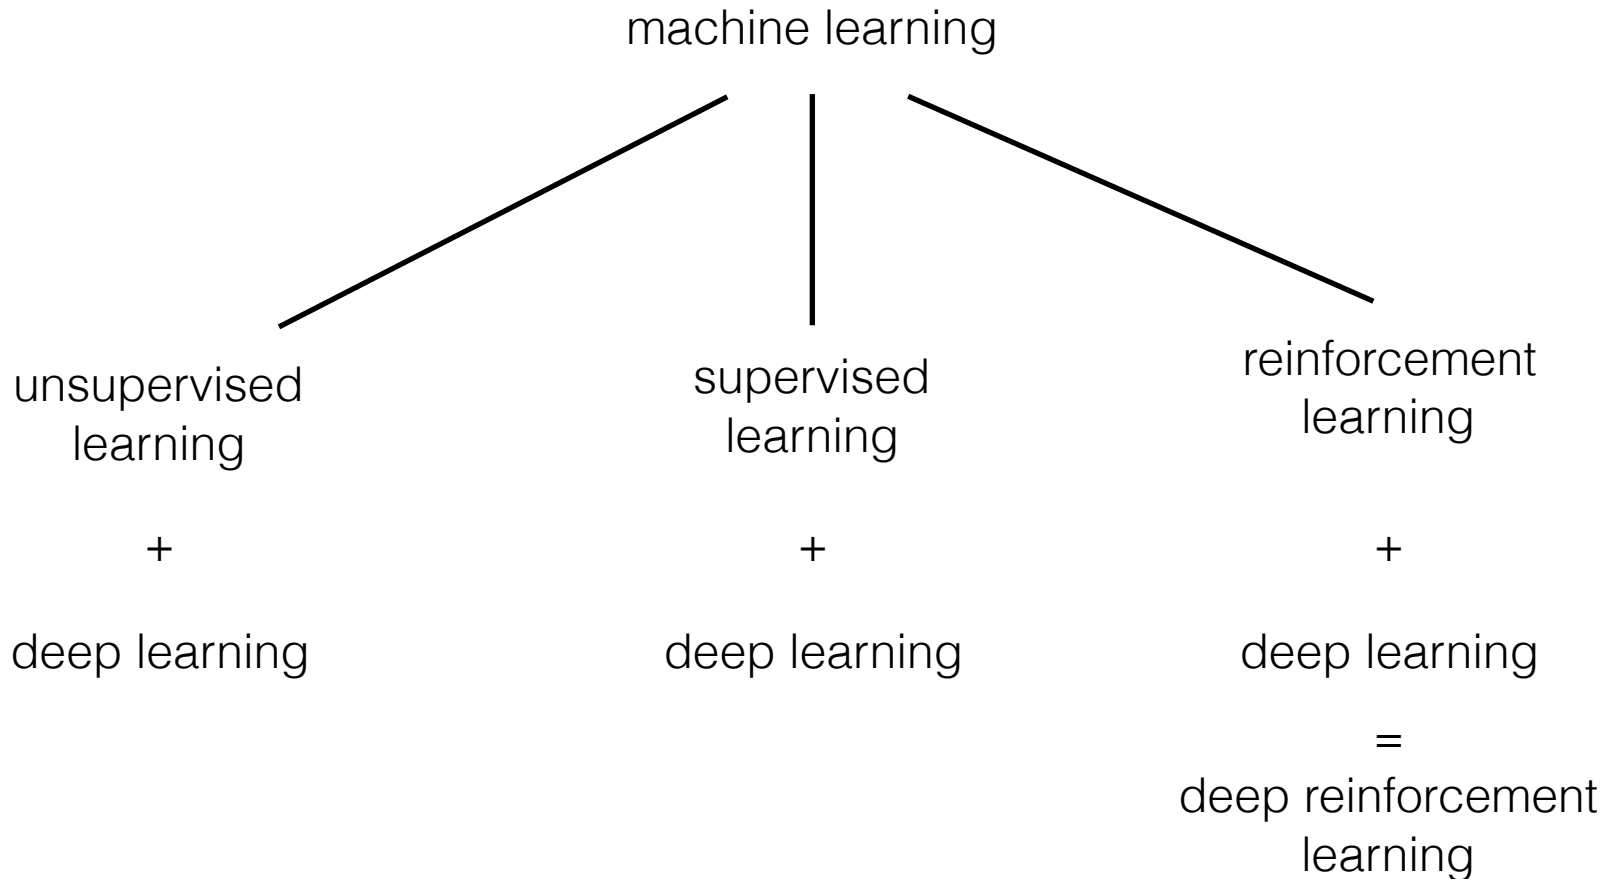 machine learning
unsupervised
learning
supervised
learning
reinforcement
learning
+
+
+
deep learning
deep learning
deep learning
=
deep reinforcement
learning